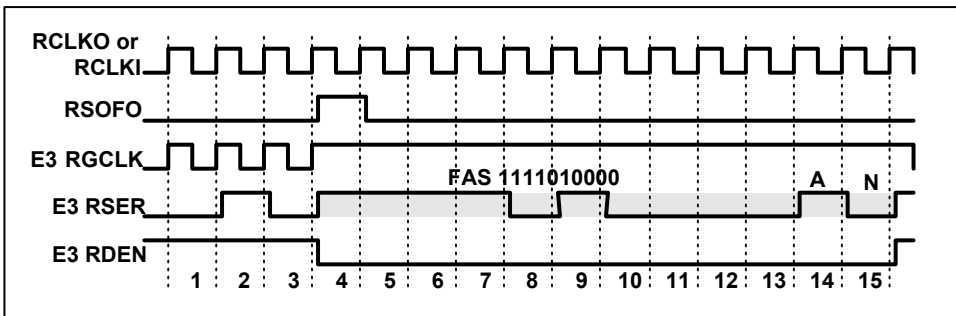 RCLKO or
RCLKI
RSOFO
E3 RGCLK
FAS 1111010000
A
N
E3 RSER
E3 RDEN
1 2 3 4 5 6 7 8 9 10 11 12 13 14 15